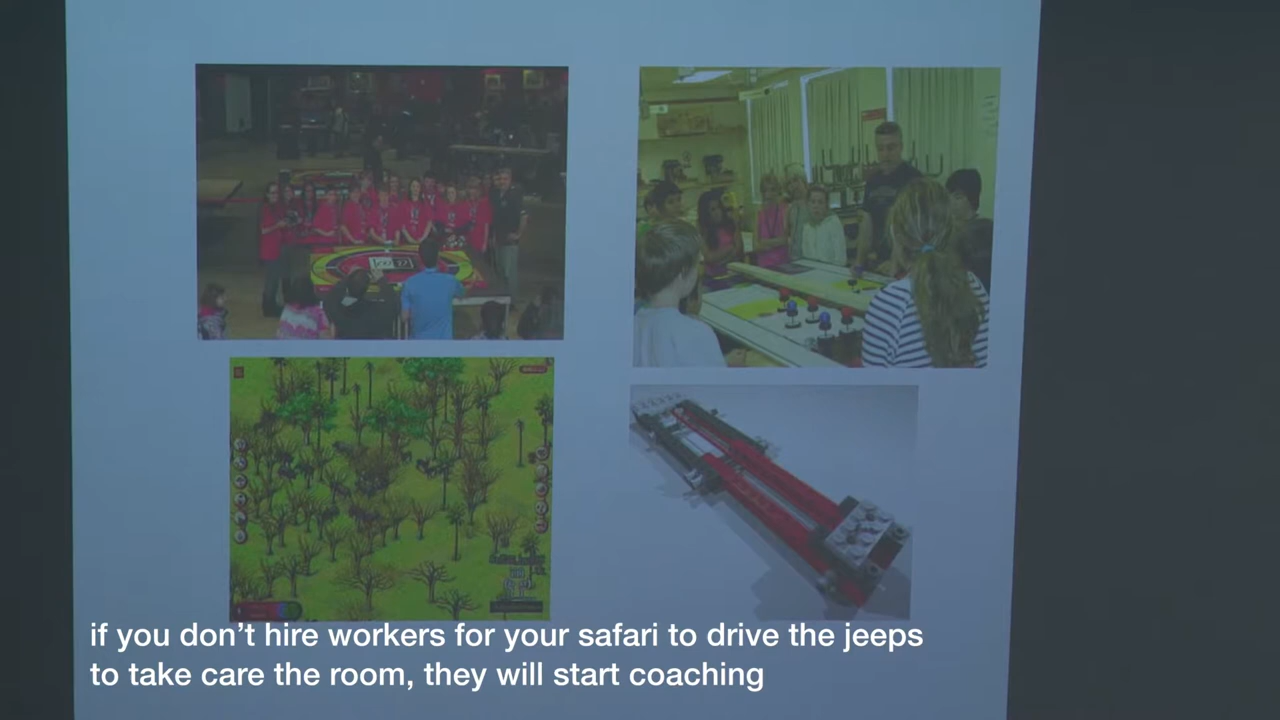 if you don't hire workers for your safari to drive the jeeps
to take care the room, they will start coaching